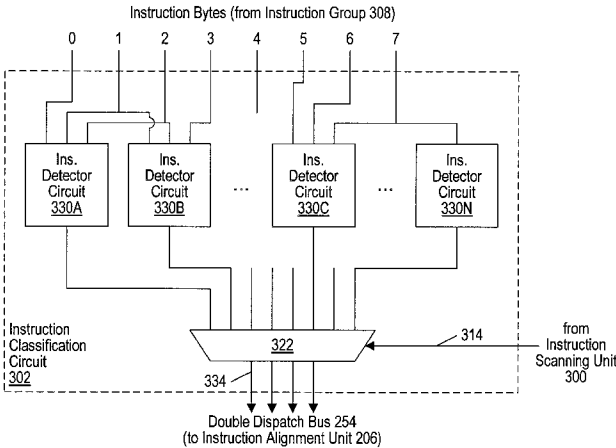 Instruction Bytes (from Instruction Group 308)
0 1 2 3 4 5 6 7
Ins.
Detector
Circuit
330A
Ins.
Detector
Circuit
330B
...
Ins.
Detector
Circuit
330C
...
Ins.
Detector
Circuit
330N
Instruction
Classification
Circuit
302
322
314
from
Instruction
Scanning Unit
300
334
Double Dispatch Bus 254
(to Instruction Alignment Unit 206)